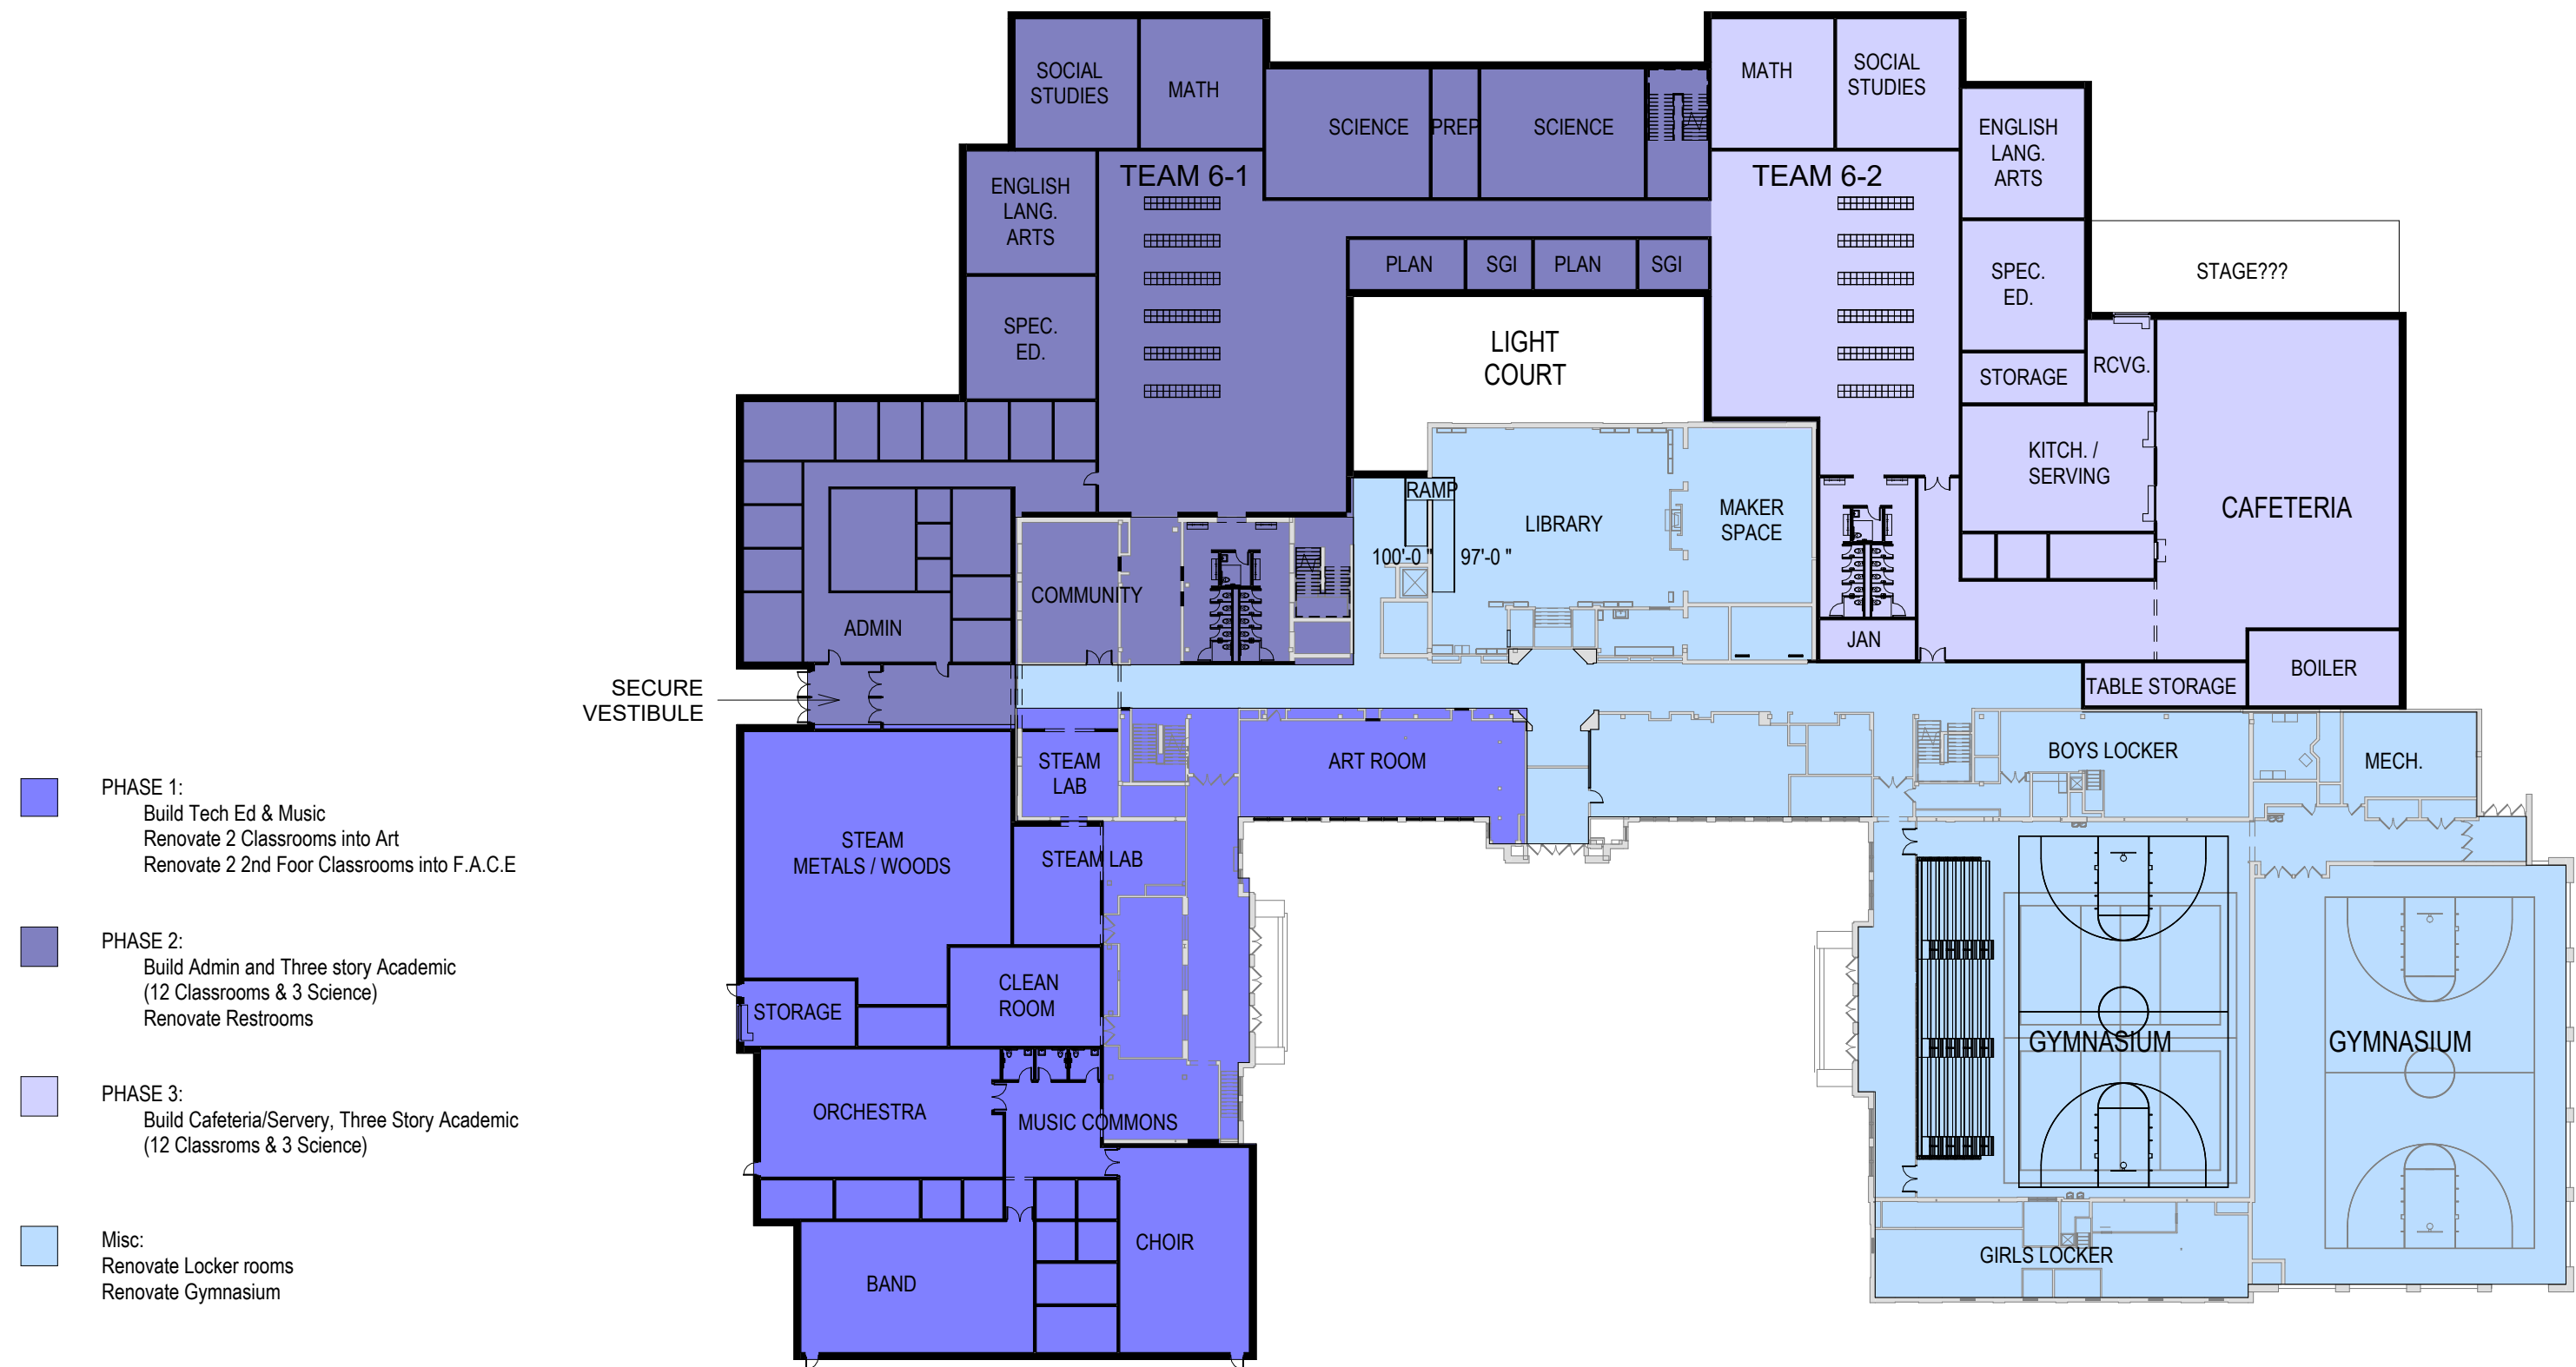 SOCIAL
STUDIES
MATH
SCIENCE
PREP
SCIENCE
MATH
SOCIAL
STUDIES
ENGLISH
LANG.
ARTS
TEAM 6-1
TEAM 6-2
ENGLISH
LANG.
ARTS
PLAN
SGI
PLAN
SGI
SPEC.
ED.
STAGE???
SPEC.
ED.
LIGHT
COURT
STORAGE
RCVG.
KITCH. /
SERVING
RAMP
LIBRARY
MAKER
SPACE
CAFETERIA
100'-0 "
97'-0 "
COMMUNITY
ADMIN
JAN
BOILER
TABLE STORAGE
SECURE
VESTIBULE
STEAM
LAB
ART ROOM
BOYS LOCKER
MECH.
STEAM
METALS / WOODS
STEAM LAB
CLEAN
ROOM
STORAGE
GYMNASIUM
GYMNASIUM
ORCHESTRA
MUSIC COMMONS
CHOIR
GIRLS LOCKER
BAND
PHASE 1:
Build Tech Ed & Music
Renovate 2 Classrooms into Art
Renovate 2 2nd Foor Classrooms into F.A.C.E
PHASE 2:
Build Admin and Three story Academic
(12 Classrooms & 3 Science)
Renovate Restrooms
PHASE 3:
Build Cafeteria/Servery, Three Story Academic
(12 Classroms & 3 Science)
Misc:
Renovate Locker rooms
Renovate Gymnasium